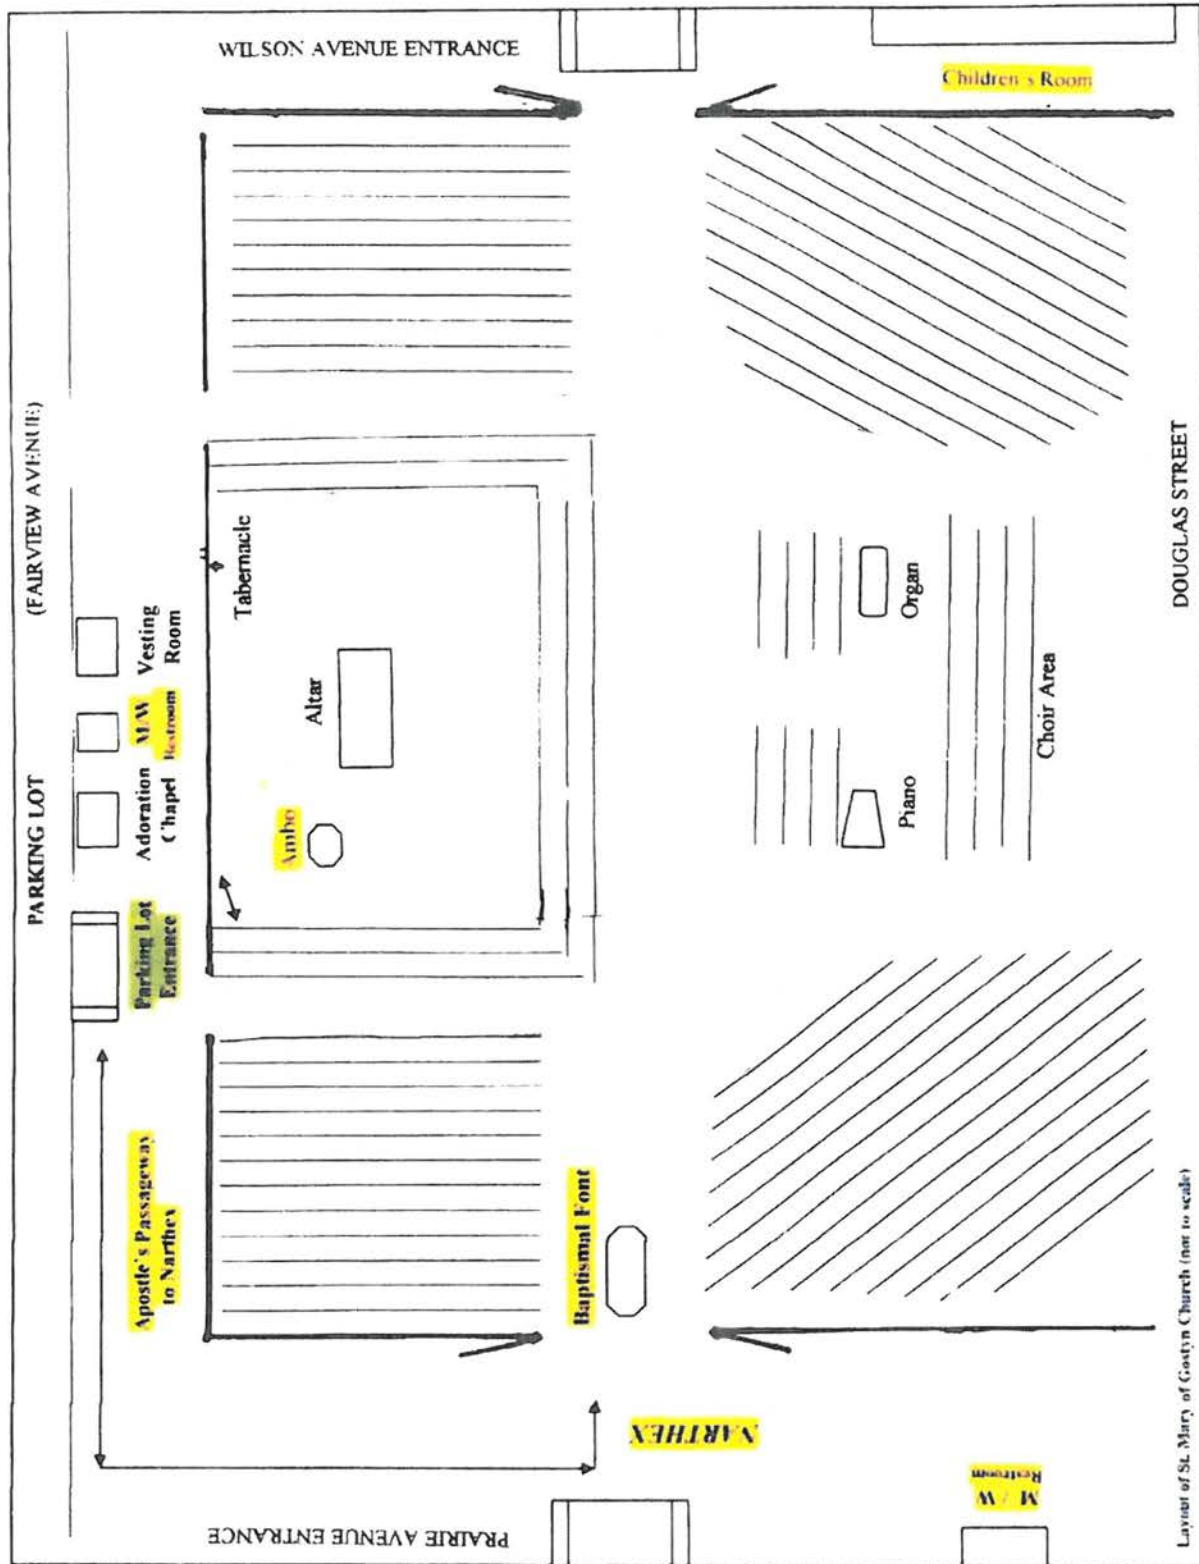 WILSON AVENUE ENTRANCE
Children's Room
(FAIRVIEW AVENUE)
PARKING LOT
Vesting
Room
M/W
Restroom
Adoration
Chapel
Parking Lot
Entrance
Apostle's Passageway
to Narthex
Tabernacle
Altar
Ambo
Organ
Piano
Choir Area
DOUGLAS STREET
Baptismal Font
NARTHEX
M / W
Restroom
PRAIRIE AVENUE ENTRANCE
Layout of St. Mary of Gostyn Church (not to scale)